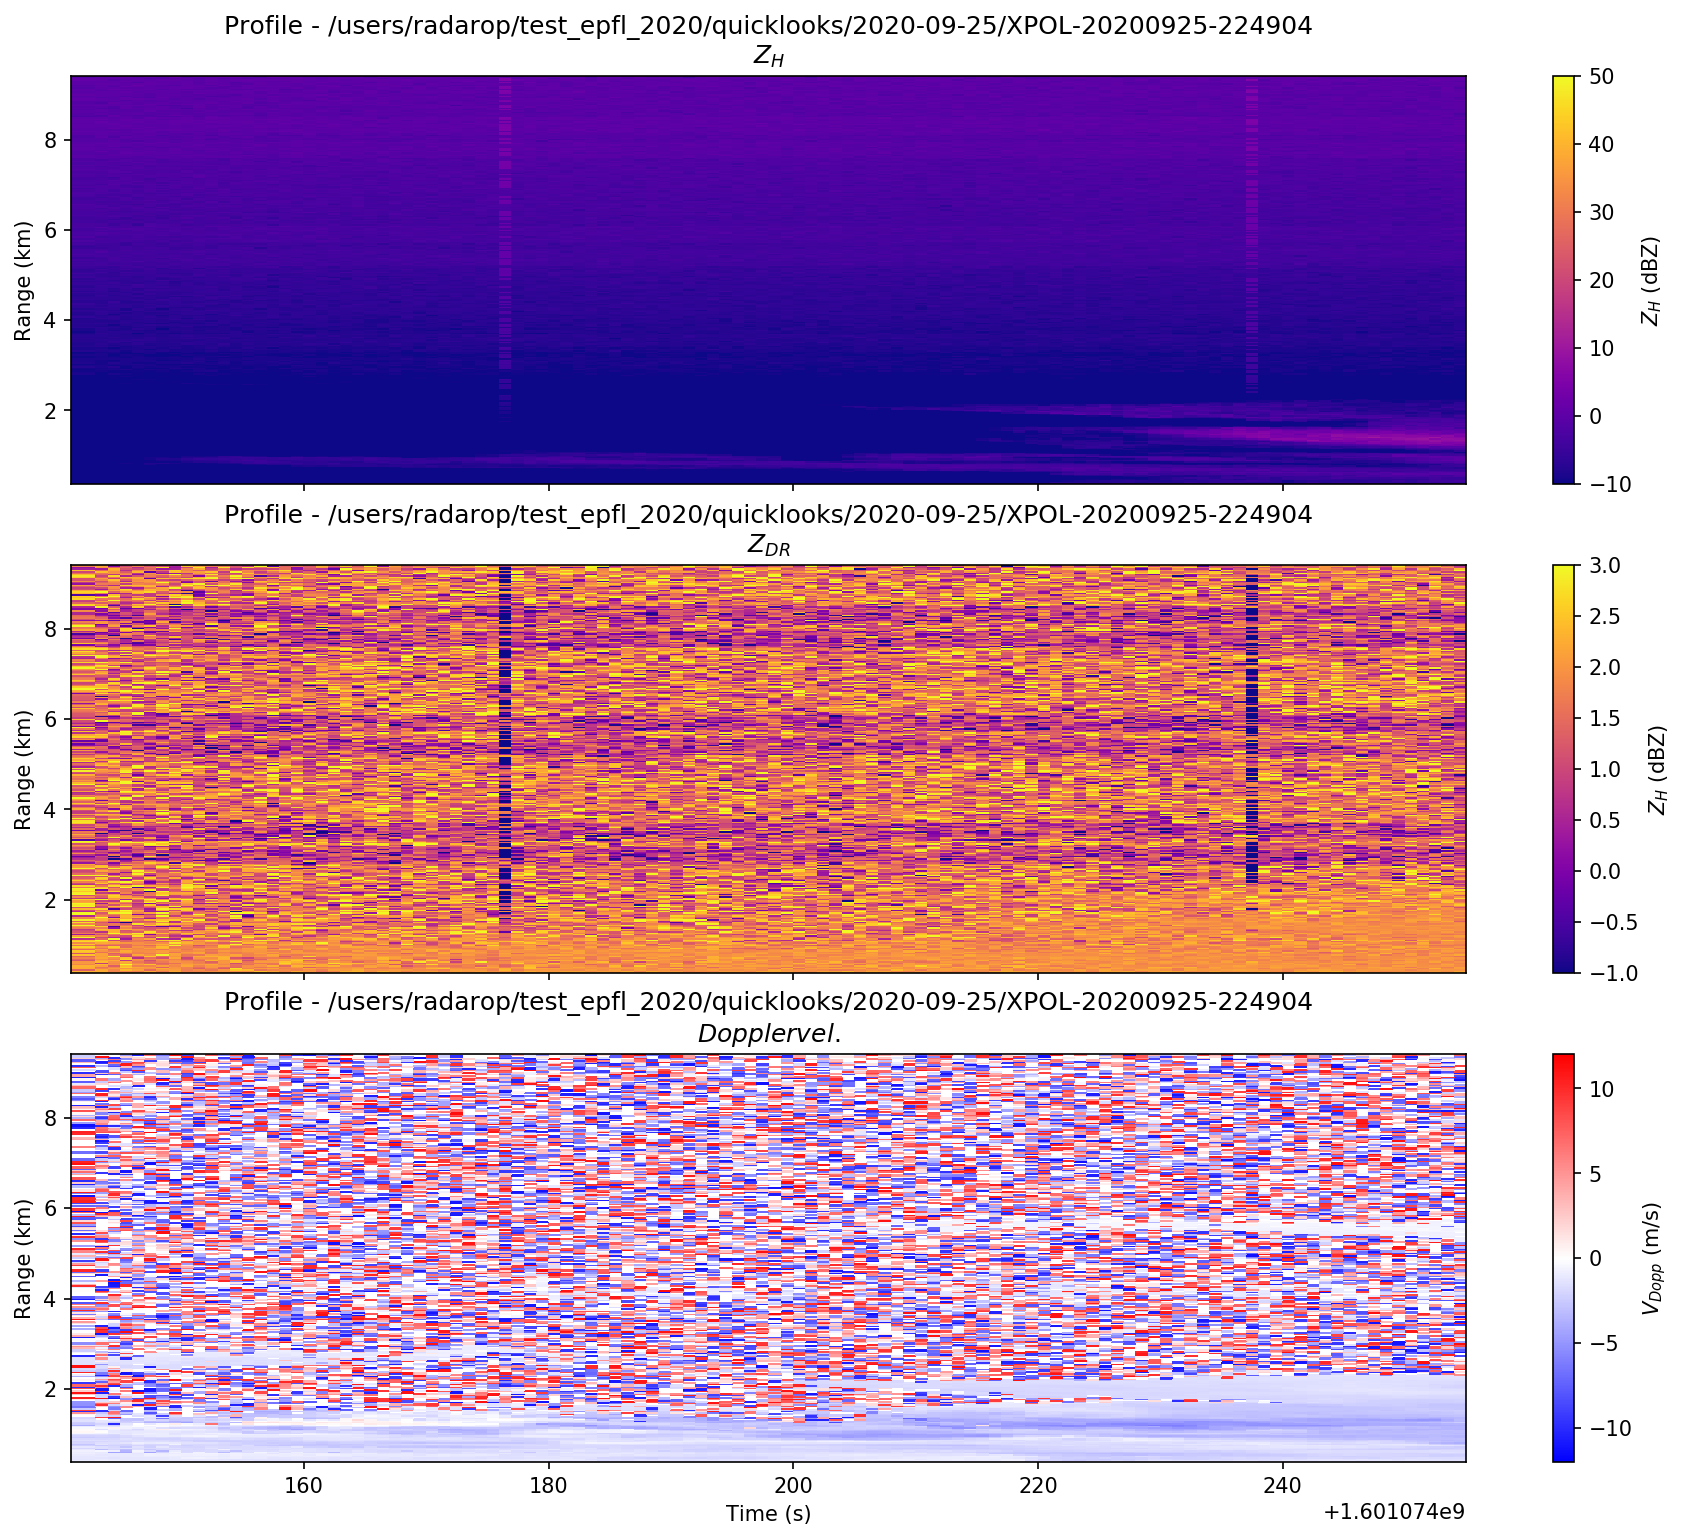 Profile - /users/radarop/test_epfl_2020/quicklooks/2020-09-25/XPOL-20200925-224904
Z_H
8
6
4
2
Range (km)
50
40
30
20
10
0
−10
Z_H (dBZ)
Profile - /users/radarop/test_epfl_2020/quicklooks/2020-09-25/XPOL-20200925-224904
Z_DR
8
6
4
2
Range (km)
3.0
2.5
2.0
1.5
1.0
0.5
0.0
−0.5
−1.0
Z_H (dBZ)
Profile - /users/radarop/test_epfl_2020/quicklooks/2020-09-25/XPOL-20200925-224904
Dopplervel.
8
6
4
2
Range (km)
10
5
0
−5
−10
V_Dopp (m/s)
160 180 200 220 240
Time (s)
+1.601074e9